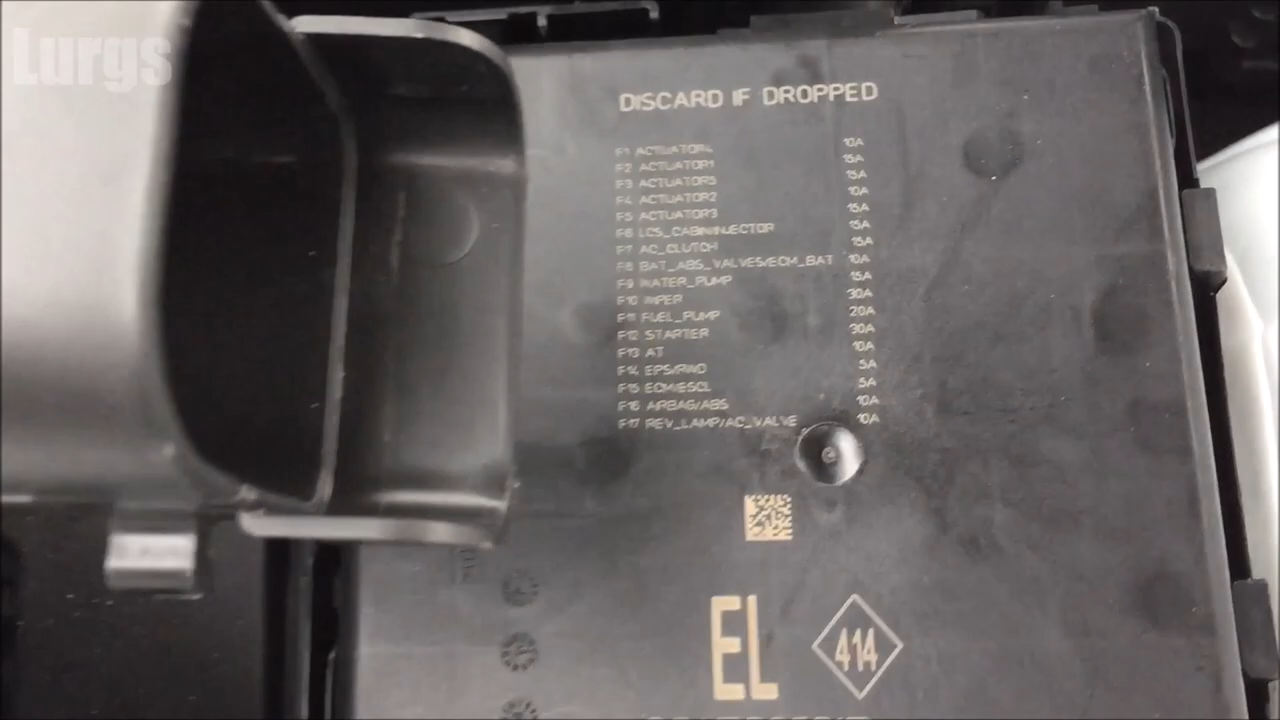 Lurgs
DISCARD IF DROPPED
F1 ACTUATOR4 10A
F2 ACTUATOR1 15A
F3 ACTUATOR5 15A
F4 ACTUATOR2 10A
F5 ACTUATOR3 15A
F6 LCS_CABIN/INJECTOR 15A
F7 AC_CLUTCH 15A
F8 BAT_ABS_VALVES/ECM_BAT 10A
F9 WATER_PUMP 15A
F10 WIPER 30A
F11 FUEL_PUMP 20A
F12 STARTER 30A
F13 AT 10A
F14 EPS/RWD 5A
F15 ECM/ESCL 5A
F16 AIRBAG/ABS 10A
F17 REV_LAMP/AC_VALVE 10A
EL
414